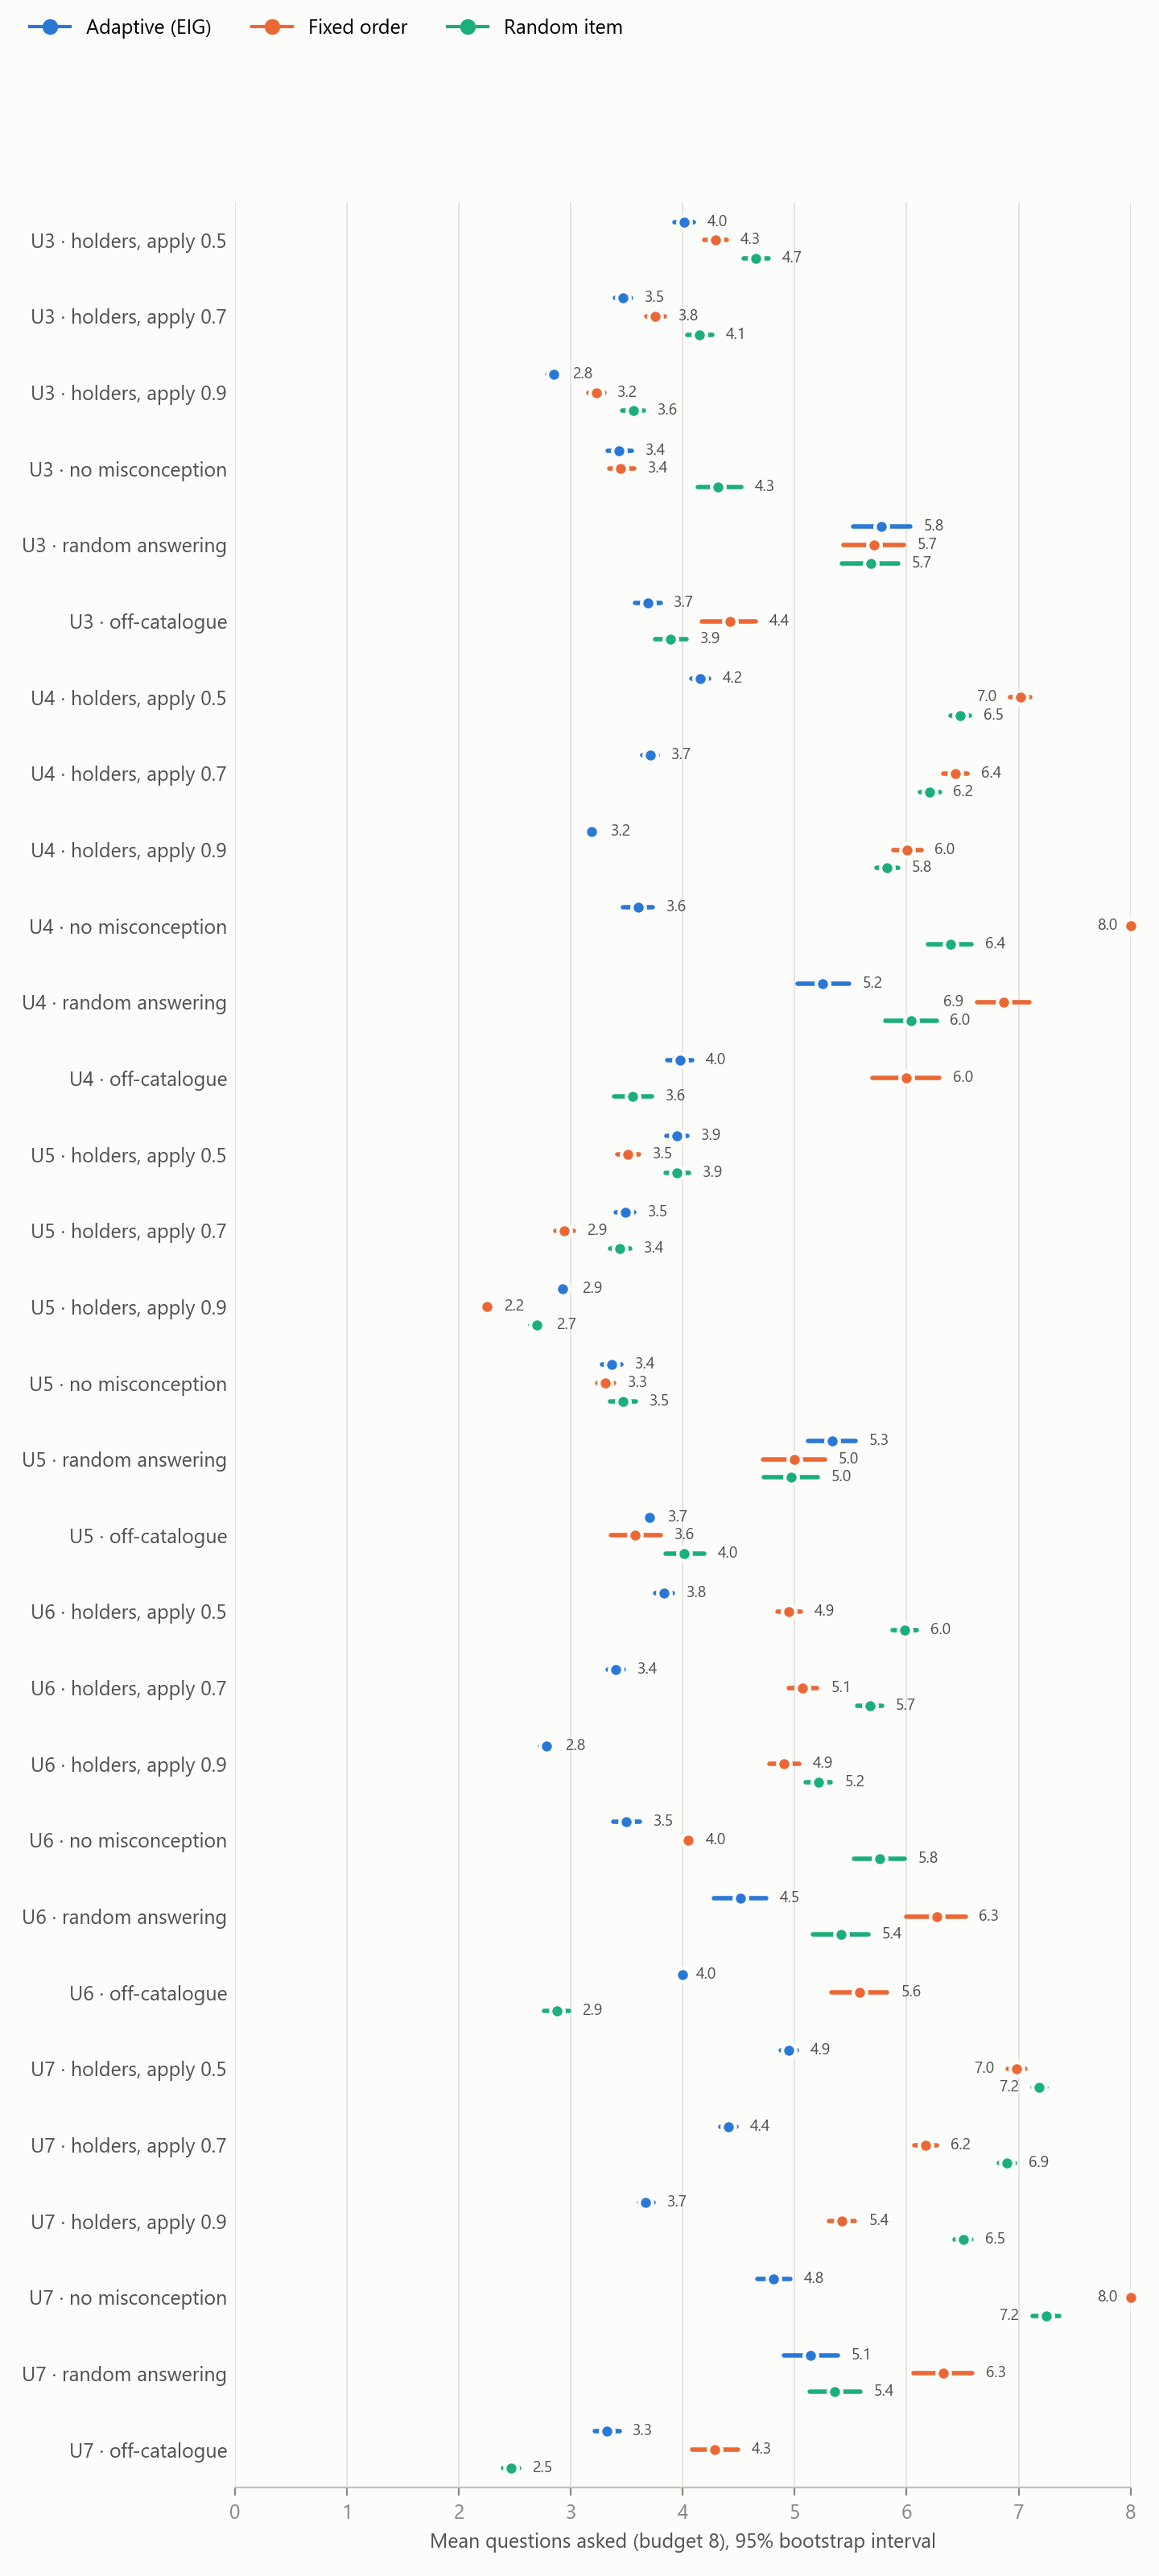 Adaptive (EIG) Fixed order Random item
U3 · holders, apply 0.5
4.0
4.3
4.7
U3 · holders, apply 0.7
3.5
3.8
4.1
U3 · holders, apply 0.9
2.8
3.2
3.6
U3 · no misconception
3.4
3.4
4.3
U3 · random answering
5.8
5.7
5.7
U3 · off-catalogue
3.7
4.4
3.9
U4 · holders, apply 0.5
4.2
7.0
6.5
U4 · holders, apply 0.7
3.7
6.4
6.2
U4 · holders, apply 0.9
3.2
6.0
5.8
U4 · no misconception
3.6
8.0
6.4
U4 · random answering
5.2
6.9
6.0
U4 · off-catalogue
4.0
6.0
3.6
U5 · holders, apply 0.5
3.9
3.5
3.9
U5 · holders, apply 0.7
3.5
2.9
3.4
U5 · holders, apply 0.9
2.9
2.2
2.7
U5 · no misconception
3.4
3.3
3.5
U5 · random answering
5.3
5.0
5.0
U5 · off-catalogue
3.7
3.6
4.0
U6 · holders, apply 0.5
3.8
4.9
6.0
U6 · holders, apply 0.7
3.4
5.1
5.7
U6 · holders, apply 0.9
2.8
4.9
5.2
U6 · no misconception
3.5
4.0
5.8
U6 · random answering
4.5
6.3
5.4
U6 · off-catalogue
4.0
5.6
2.9
U7 · holders, apply 0.5
4.9
7.0
7.2
U7 · holders, apply 0.7
4.4
6.2
6.9
U7 · holders, apply 0.9
3.7
5.4
6.5
U7 · no misconception
4.8
8.0
7.2
U7 · random answering
5.1
6.3
5.4
U7 · off-catalogue
3.3
4.3
2.5
0 1 2 3 4 5 6 7 8
Mean questions asked (budget 8), 95% bootstrap interval